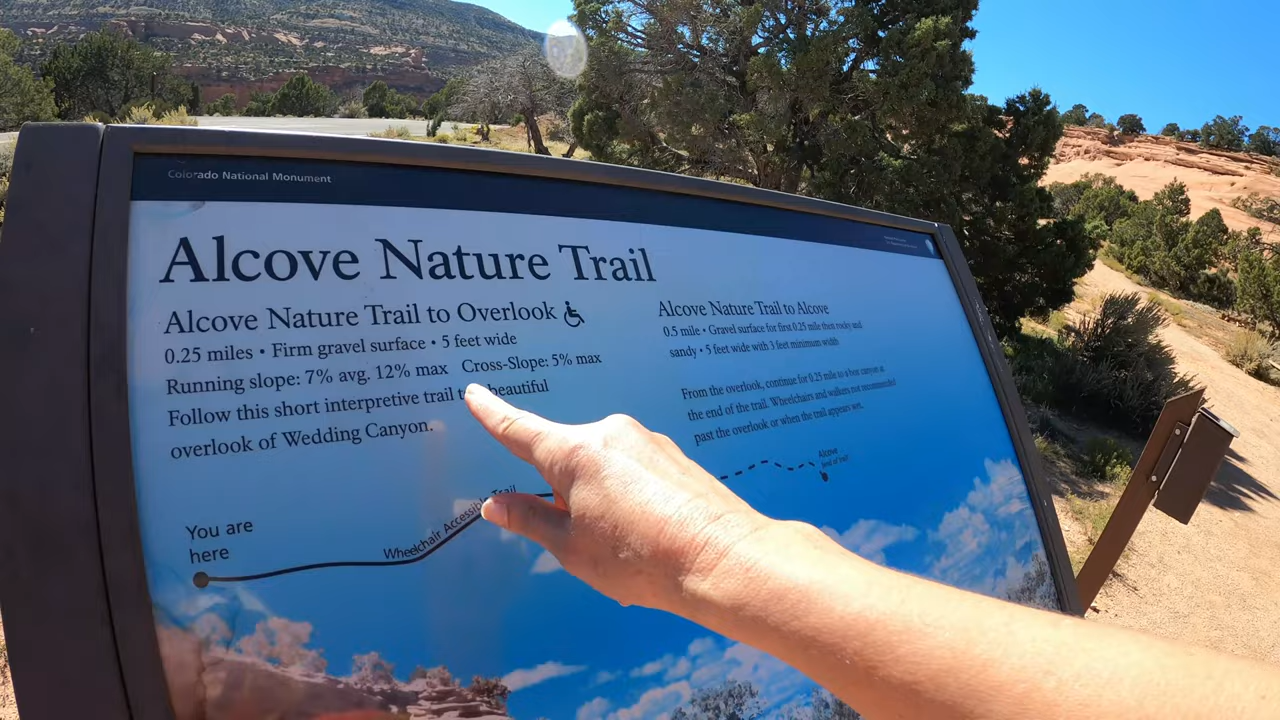 Colorado National Monument
Alcove Nature Trail
Alcove Nature Trail to Overlook
0.25 miles • Firm gravel surface • 5 feet wide
Running slope: 7% avg. 12% max Cross-Slope: 5% max
Follow this short interpretive trail beautiful
overlook of Wedding Canyon.
Alcove Nature Trail to Alcove
0.5 mile • Gravel surface for first 0.25 mile then rocky and
sandy • 5 feet wide with 3 feet minimum width
From the overlook, continue for 0.25 mile to a box canyon at
the end of the trail. Wheelchairs and walkers not recommended
past the overlook or when the trail appears wet.
You are
here
Wheelchair Accessible Trail
Alcove
(end of trail)